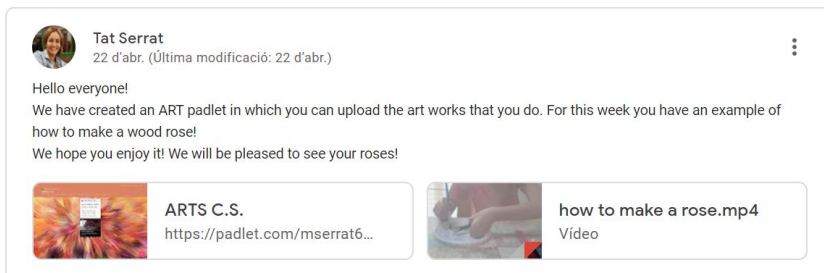 Tat Serrat
22 d'abr. (Última modificació: 22 d'abr.)
Hello everyone!
We have created an ART padlet in which you can upload the art works that you do. For this week you have an example of
how to make a wood rose!
We hope you enjoy it! We will be pleased to see your roses!
ARTS C.S.
https://padlet.com/mserrat6...
how to make a rose.mp4
Vídeo